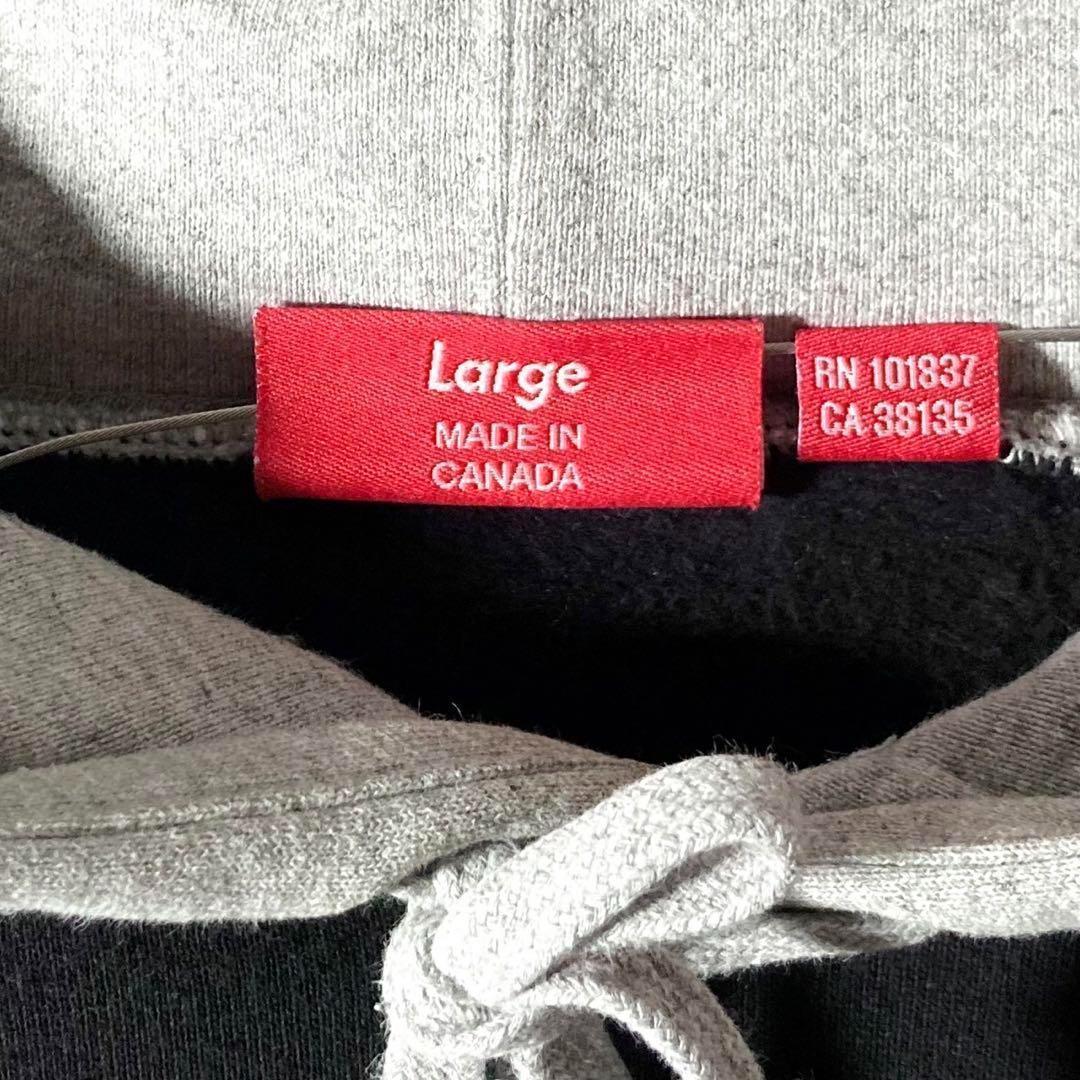 Large
MADE IN
CANADA
RN 101837
CA 38135